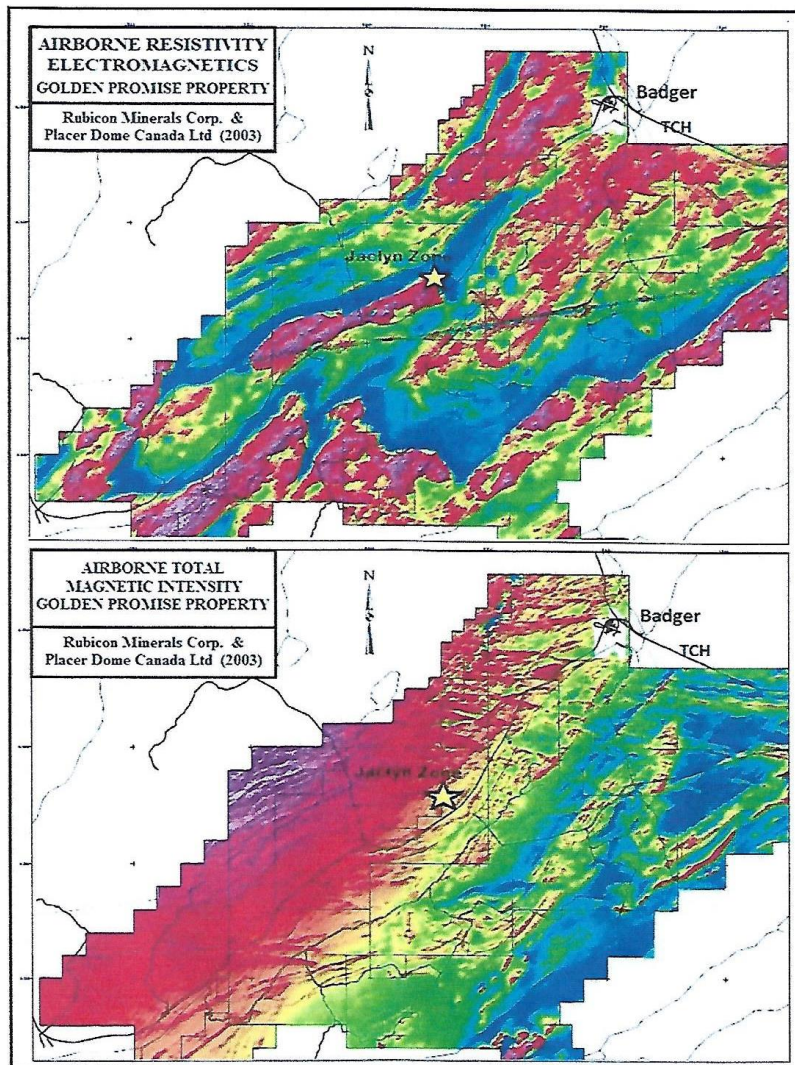 AIRBORNE RESISTIVITY
ELECTROMAGNETICS
GOLDEN PROMISE PROPERTY
Rubicon Minerals Corp. &
Placer Dome Canada Ltd (2003)
N
Badger
TCH
Jaclyn Zone
AIRBORNE TOTAL
MAGNETIC INTENSITY
GOLDEN PROMISE PROPERTY
Rubicon Minerals Corp. &
Placer Dome Canada Ltd (2003)
N
Badger
TCH
Jaclyn Zone